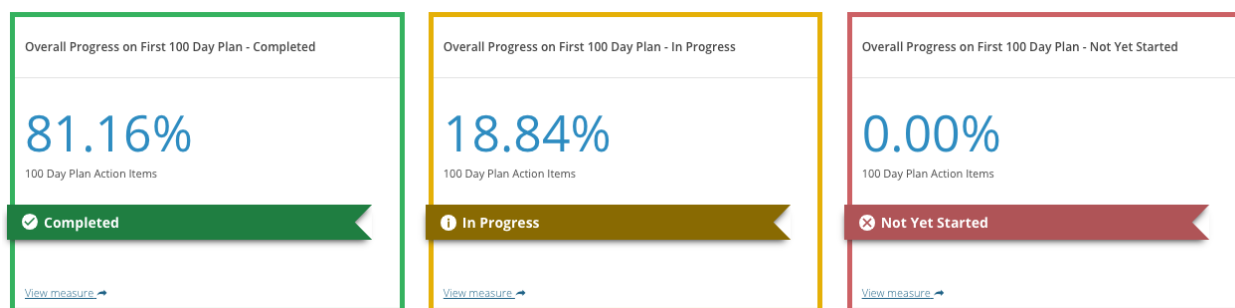 Overall Progress on First 100 Day Plan - Completed
81.16%
100 Day Plan Action Items
Completed
View measure
Overall Progress on First 100 Day Plan - In Progress
18.84%
100 Day Plan Action Items
In Progress
View measure
Overall Progress on First 100 Day Plan - Not Yet Started
0.00%
100 Day Plan Action Items
Not Yet Started
View measure